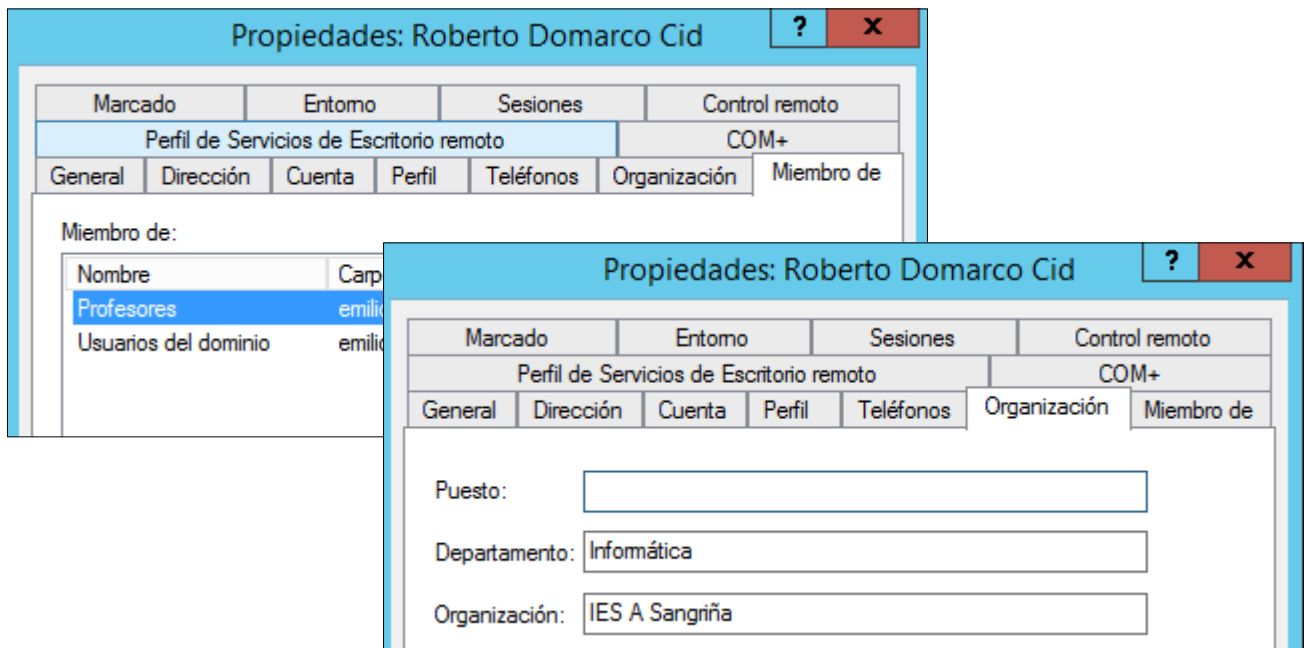 Propiedades: Roberto Domarco Cid ? x
Marcado Entorno Sesiones Control remoto
Perfil de Servicios de Escritorio remoto COM+
General Dirección Cuenta Perfil Teléfonos Organización Miembro de
Miembro de:
Nombre Carp
Profesores emilio
Usuarios del dominio emilio
Propiedades: Roberto Domarco Cid ? x
Marcado Entorno Sesiones Control remoto
Perfil de Servicios de Escritorio remoto COM+
General Dirección Cuenta Perfil Teléfonos Organización Miembro de
Puesto:
Departamento: Informática
Organización: IES A Sangriña